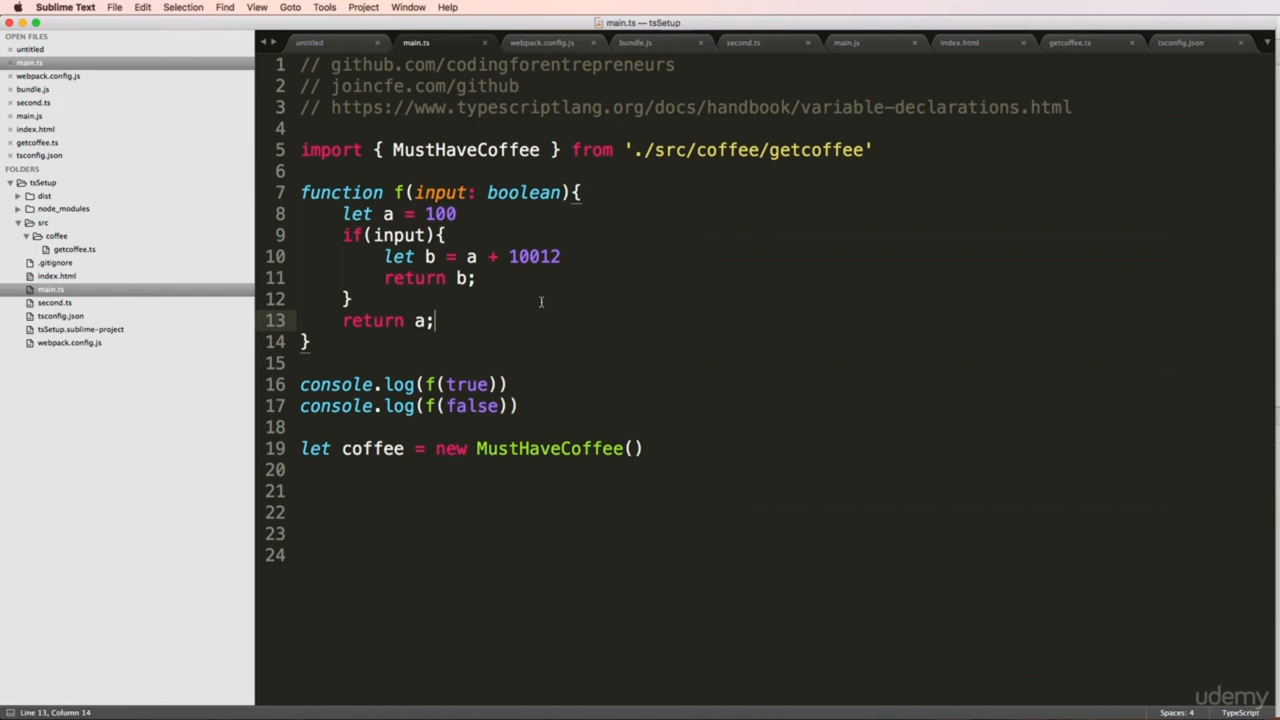 Sublime Text File Edit Selection Find View Goto Tools Project Window Help
main.ts — tsSetup
OPEN FILES
untitled
main.ts
webpack.config.js
bundle.js
second.ts
main.js
index.html
getcoffee.ts
tsconfig.json
FOLDERS
tsSetup
dist
node_modules
src
coffee
getcoffee.ts
.gitignore
index.html
main.ts
second.ts
tsconfig.json
tsSetup.sublime-project
webpack.config.js
untitled main.ts webpack.config.js bundle.js second.ts main.js index.html getcoffee.ts tsconfig.json
1 // github.com/codingforentrepreneurs
2 // joincfe.com/github
3 // https://www.typescriptlang.org/docs/handbook/variable-declarations.html
4
5 import { MustHaveCoffee } from './src/coffee/getcoffee'
6
7 function f(input: boolean){
8 let a = 100
9 if(input){
10 let b = a + 10012
11 return b;
12 }
13 return a;
14 }
15
16 console.log(f(true))
17 console.log(f(false))
18
19 let coffee = new MustHaveCoffee()
20
21
22
23
24
udemy
Line 13, Column 14 Spaces: 4 TypeScript